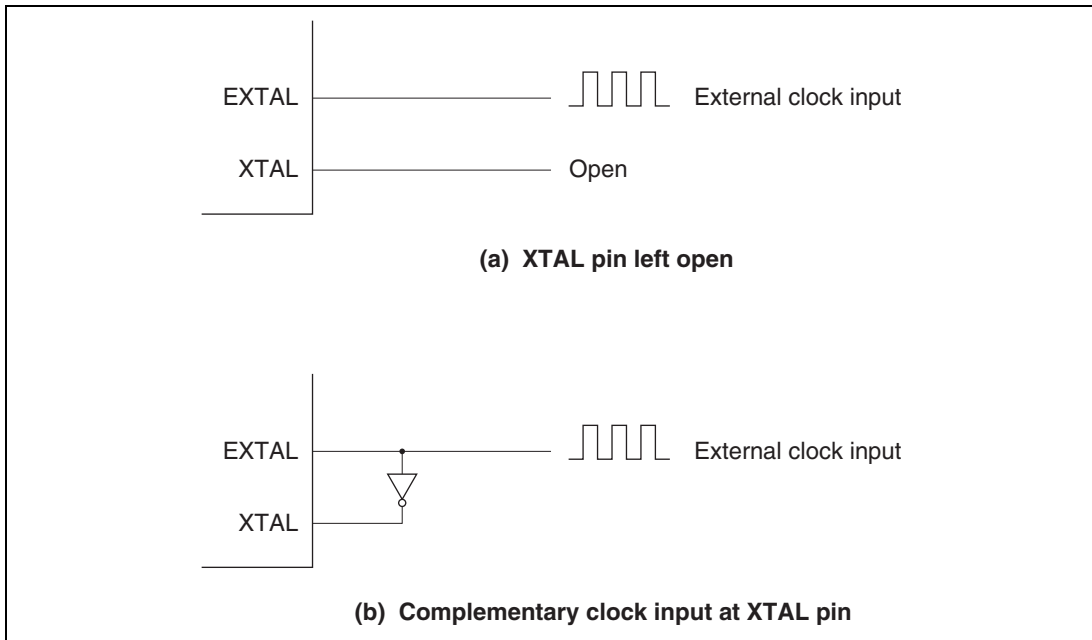 EXTAL
External clock input
XTAL
Open
(a) XTAL pin left open
EXTAL
External clock input
XTAL
(b) Complementary clock input at XTAL pin